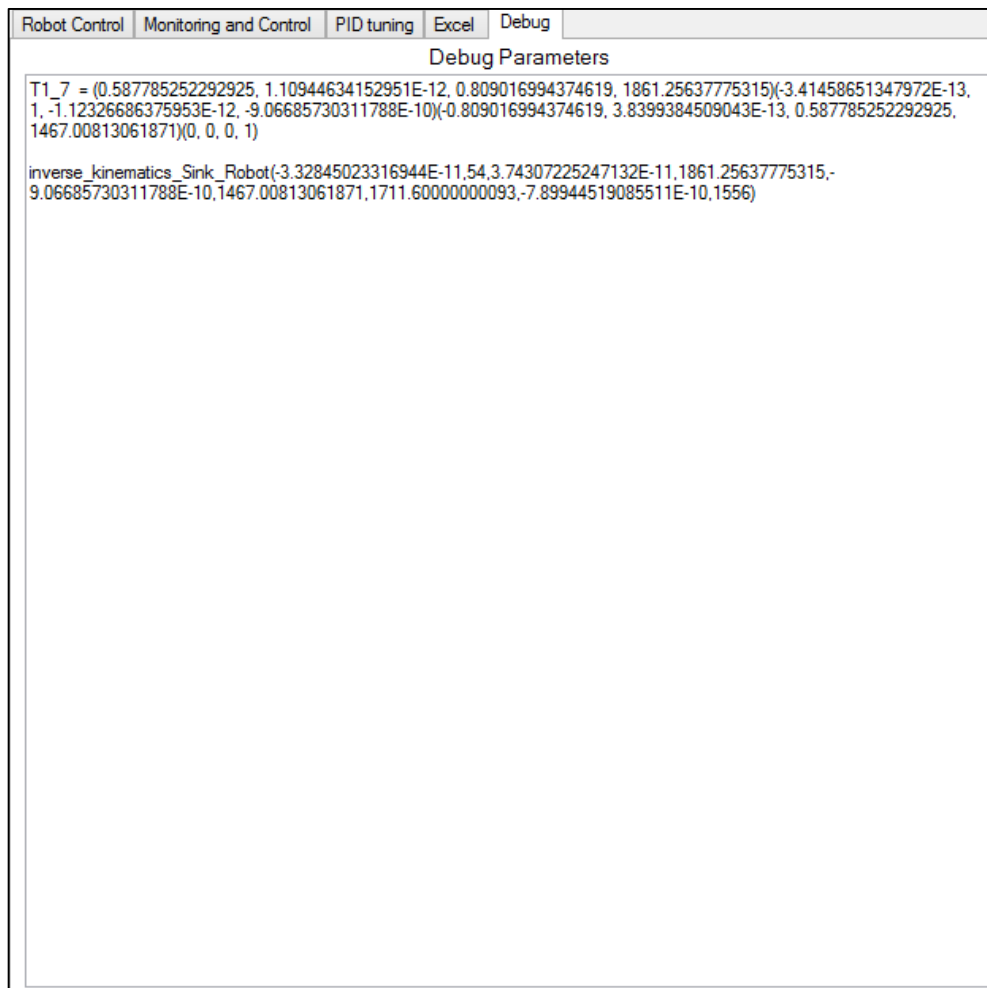 Robot Control Monitoring and Control PID tuning Excel Debug
Debug Parameters
T1_7 = (0.587785252292925, 1.10944634152951E-12, 0.809016994374619, 1861.25637775315)(-3.41458651347972E-13,
1, -1.12326686375953E-12, -9.06685730311788E-10)(-0.809016994374619, 3.8399384509043E-13, 0.587785252292925,
1467.00813061871)(0, 0, 0, 1)
inverse_kinematics_Sink_Robot(-3.32845023316944E-11,54,3.74307225247132E-11,1861.25637775315,-
9.06685730311788E-10,1467.00813061871,1711.60000000093,-7.89944519085511E-10,1556)